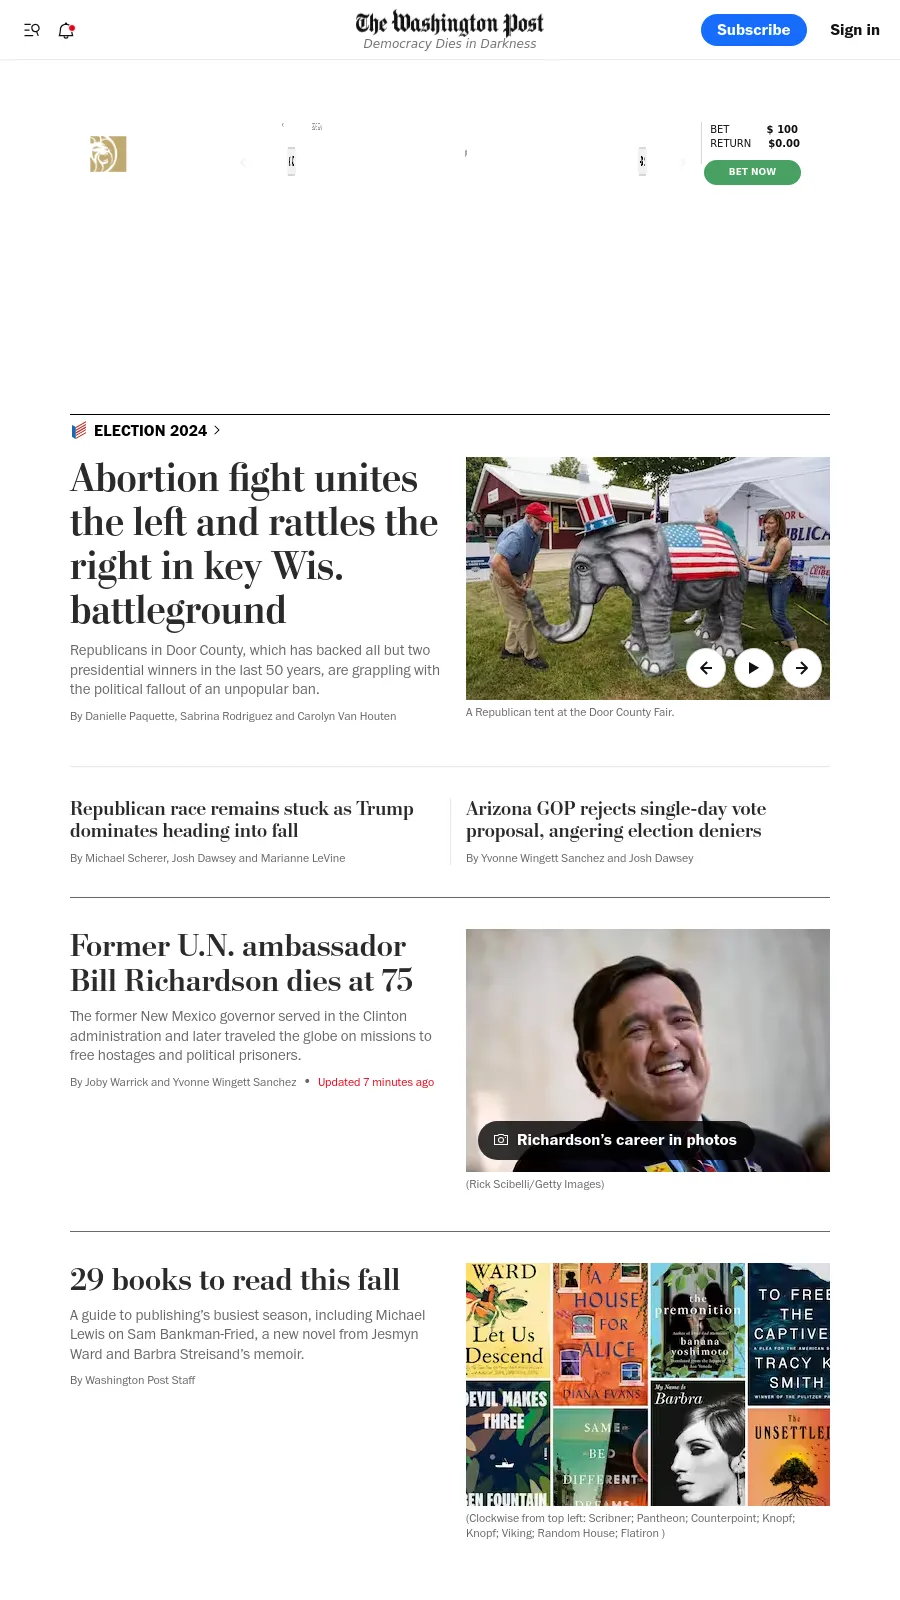 The Washington Post
Democracy Dies in Darkness
Subscribe
Sign in
BET $ 100
RETURN $0.00
BET NOW
ELECTION 2024
Abortion fight unites
the left and rattles the
right in key Wis.
battleground
Republicans in Door County, which has backed all but two
presidential winners in the last 50 years, are grappling with
the political fallout of an unpopular ban.
By Danielle Paquette, Sabrina Rodriguez and Carolyn Van Houten
A Republican tent at the Door County Fair.
Republican race remains stuck as Trump
dominates heading into fall
By Michael Scherer, Josh Dawsey and Marianne LeVine
Arizona GOP rejects single-day vote
proposal, angering election deniers
By Yvonne Wingett Sanchez and Josh Dawsey
Former U.N. ambassador
Bill Richardson dies at 75
The former New Mexico governor served in the Clinton
administration and later traveled the globe on missions to
free hostages and political prisoners.
By Joby Warrick and Yvonne Wingett Sanchez • Updated 7 minutes ago
Richardson's career in photos
(Rick Scibelli/Getty Images)
29 books to read this fall
A guide to publishing's busiest season, including Michael
Lewis on Sam Bankman-Fried, a new novel from Jesmyn
Ward and Barbra Streisand's memoir.
By Washington Post Staff
WARD
Let Us
Descend
A
HOUSE
FOR
ALICE
DIANA EVANS
the
premonition
banana
yoshimoto
TO FREE
THE
CAPTIVE
TRACY K
SMITH
DEVIL MAKES
THREE
BEN FOUNTAIN
SAME
BED
DIFFERENT
DREAMS
My Name Is
Barbra
The
UNSETTLED
(Clockwise from top left: Scribner; Pantheon; Counterpoint; Knopf;
Knopf; Viking; Random House; Flatiron )